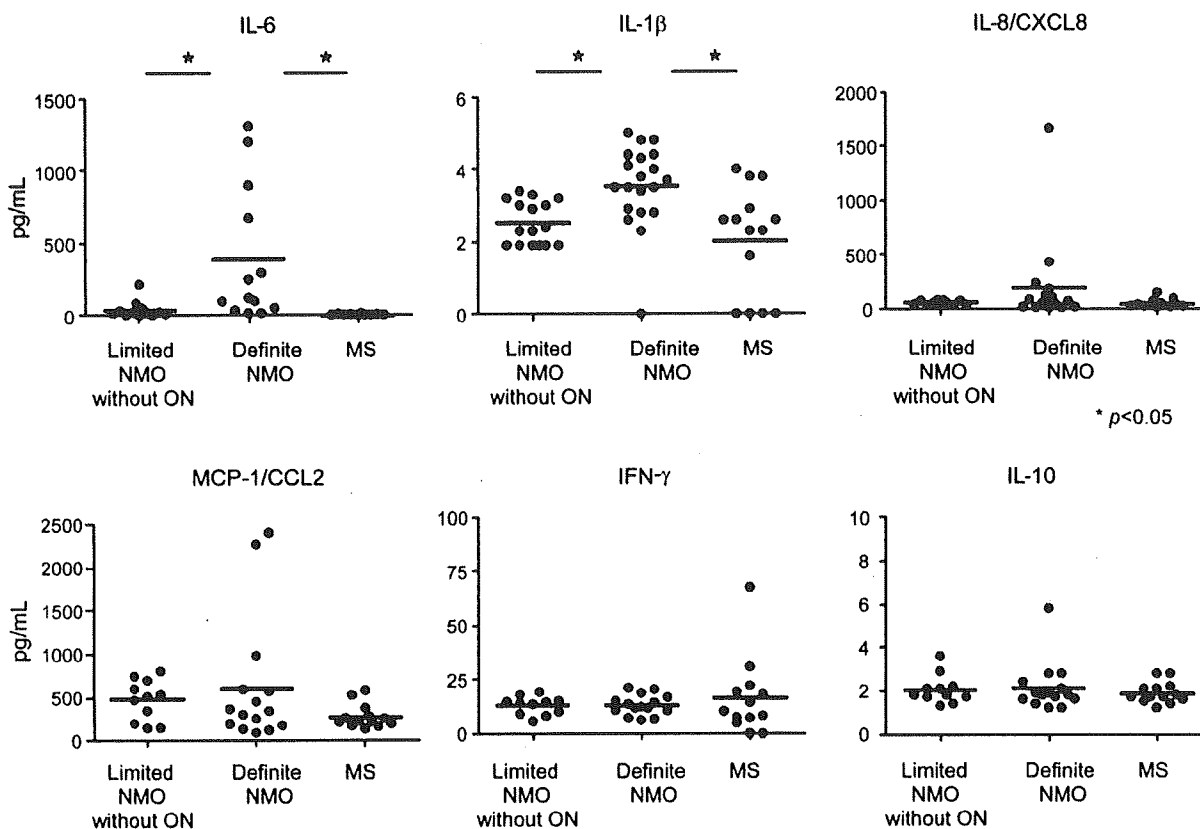 IL-6
IL-1β
IL-8/CXCL8
* *
* *
pg/mL
1500
1000
500
0
6
4
2
0
2000
1500
1000
500
0
Limited
NMO
without ON
Definite
NMO
MS
Limited
NMO
without ON
Definite
NMO
MS
Limited
NMO
without ON
Definite
NMO
MS
* p<0.05
MCP-1/CCL2
IFN-γ
IL-10
pg/mL
2500
2000
1500
1000
500
0
100
75
50
25
0
10
8
6
4
2
0
Limited
NMO
without ON
Definite
NMO
MS
Limited
NMO
without ON
Definite
NMO
MS
Limited
NMO
without ON
Definite
NMO
MS